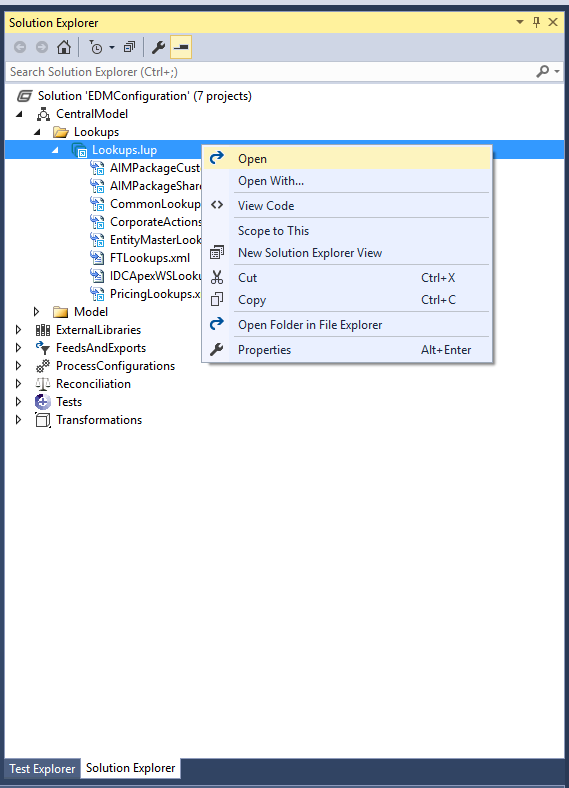 Solution Explorer
Search Solution Explorer (Ctrl+;)
Solution 'EDMConfiguration' (7 projects)
CentralModel
Lookups
Lookups.lup
AIMPackageCust
AIMPackageShar
CommonLookup
CorporateActions
EntityMasterLook
FTLookups.xml
IDCApexWSLooku
PricingLookups.x
Model
ExternalLibraries
FeedsAndExports
ProcessConfigurations
Reconciliation
Tests
Transformations
Open
Open With...
View Code
Scope to This
New Solution Explorer View
Cut Ctrl+X
Copy Ctrl+C
Open Folder in File Explorer
Properties Alt+Enter
Test Explorer Solution Explorer